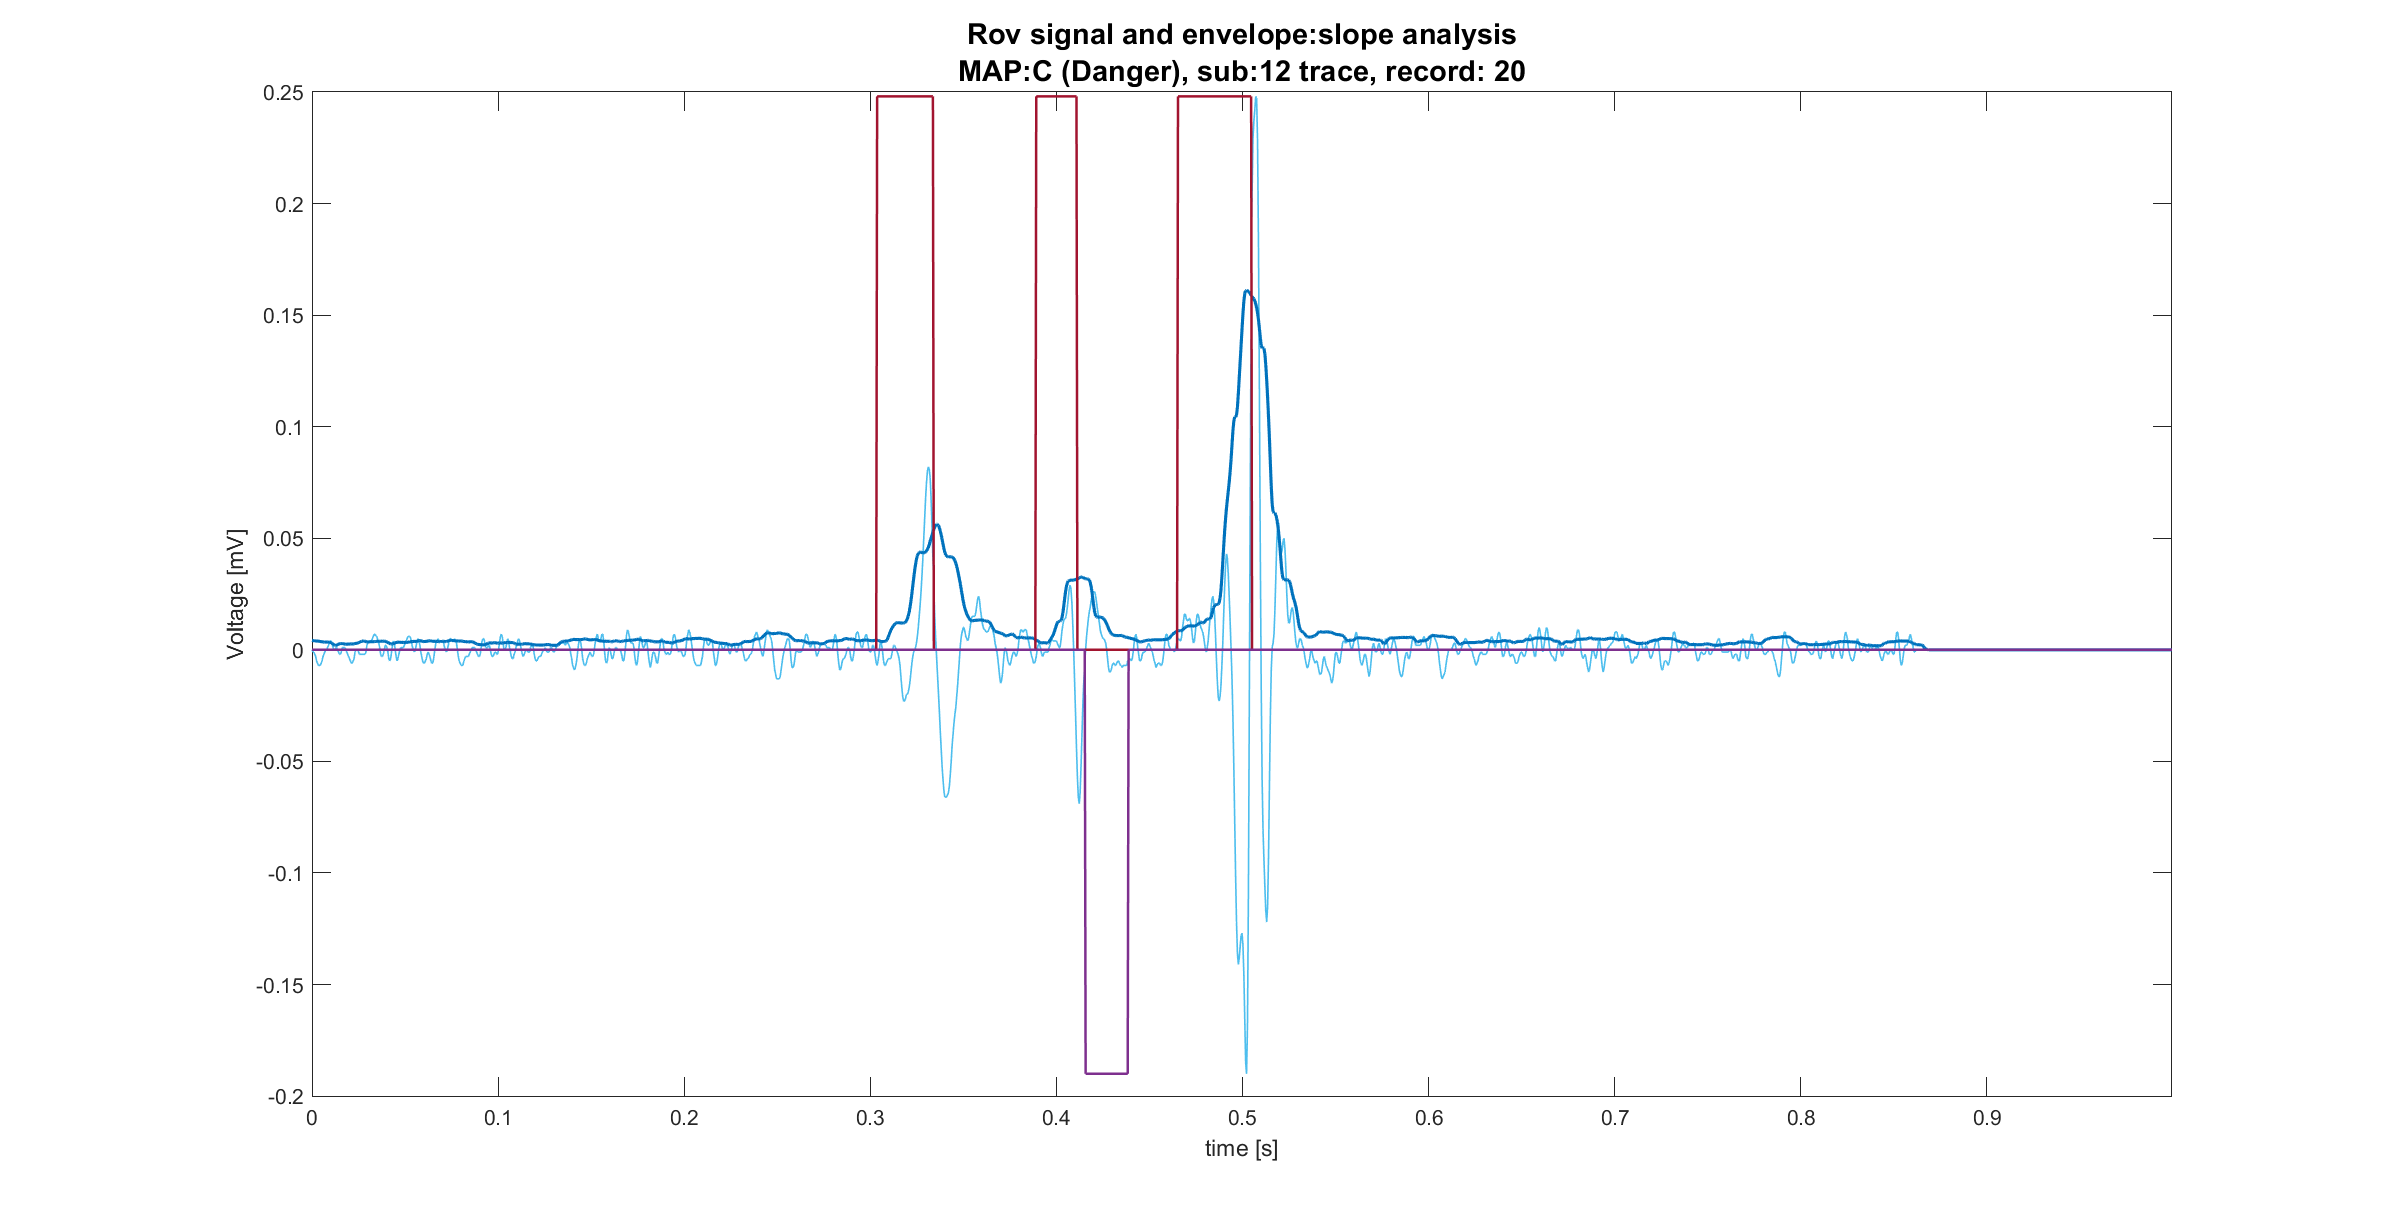 Rov signal and envelope:slope analysis
MAP:C (Danger), sub:12 trace, record: 20
0.25
0.2
0.15
0.1
0.05
0
-0.05
-0.1
-0.15
-0.2
Voltage [mV]
0 0.1 0.2 0.3 0.4 0.5 0.6 0.7 0.8 0.9
time [s]